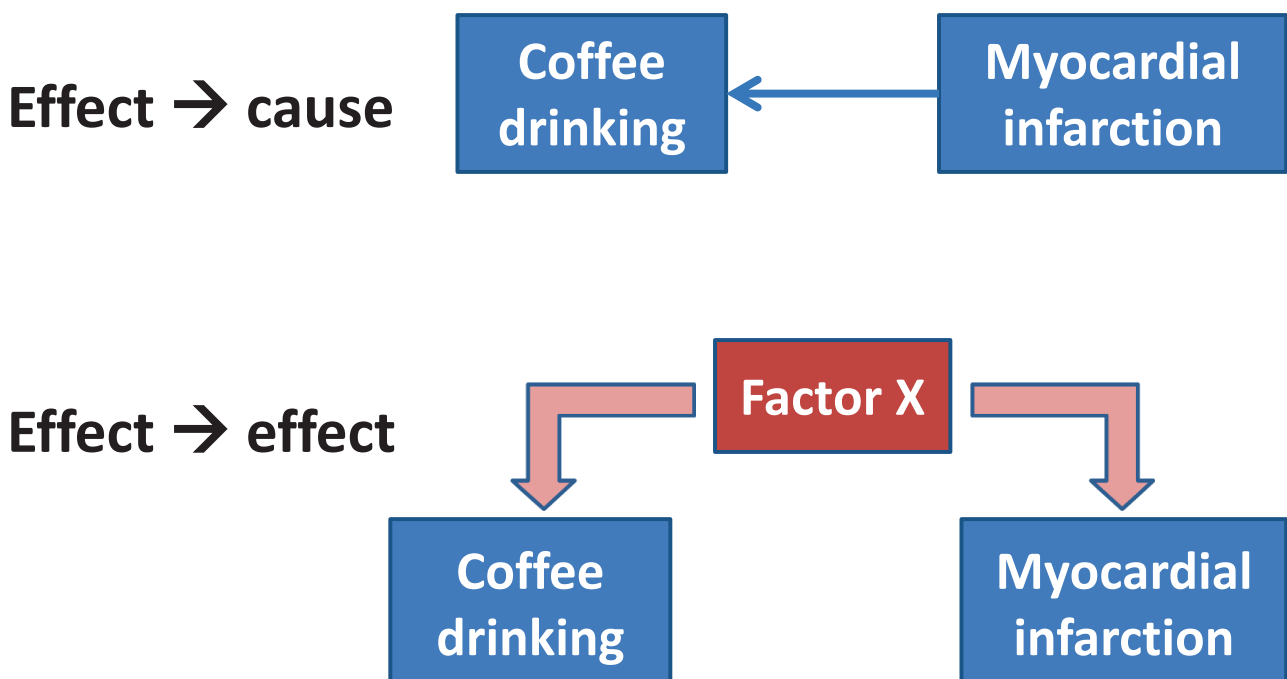 Effect → cause
Coffee
drinking
Myocardial
infarction
Effect → effect
Factor X
Coffee
drinking
Myocardial
infarction